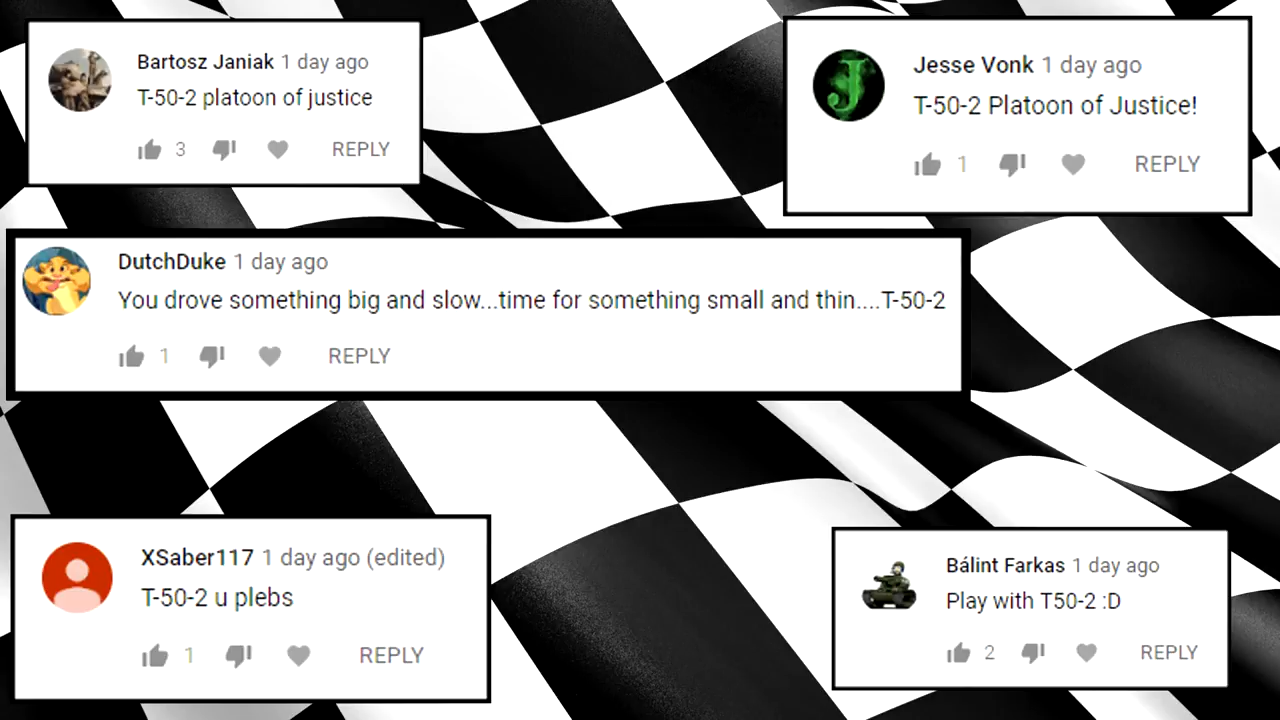 Bartosz Janiak 1 day ago
T-50-2 platoon of justice
3 REPLY
Jesse Vonk 1 day ago
T-50-2 Platoon of Justice!
1 REPLY
DutchDuke 1 day ago
You drove something big and slow...time for something small and thin....T-50-2
1 REPLY
XSaber117 1 day ago (edited)
T-50-2 u plebs
1 REPLY
Bálint Farkas 1 day ago
Play with T50-2 :D
2 REPLY